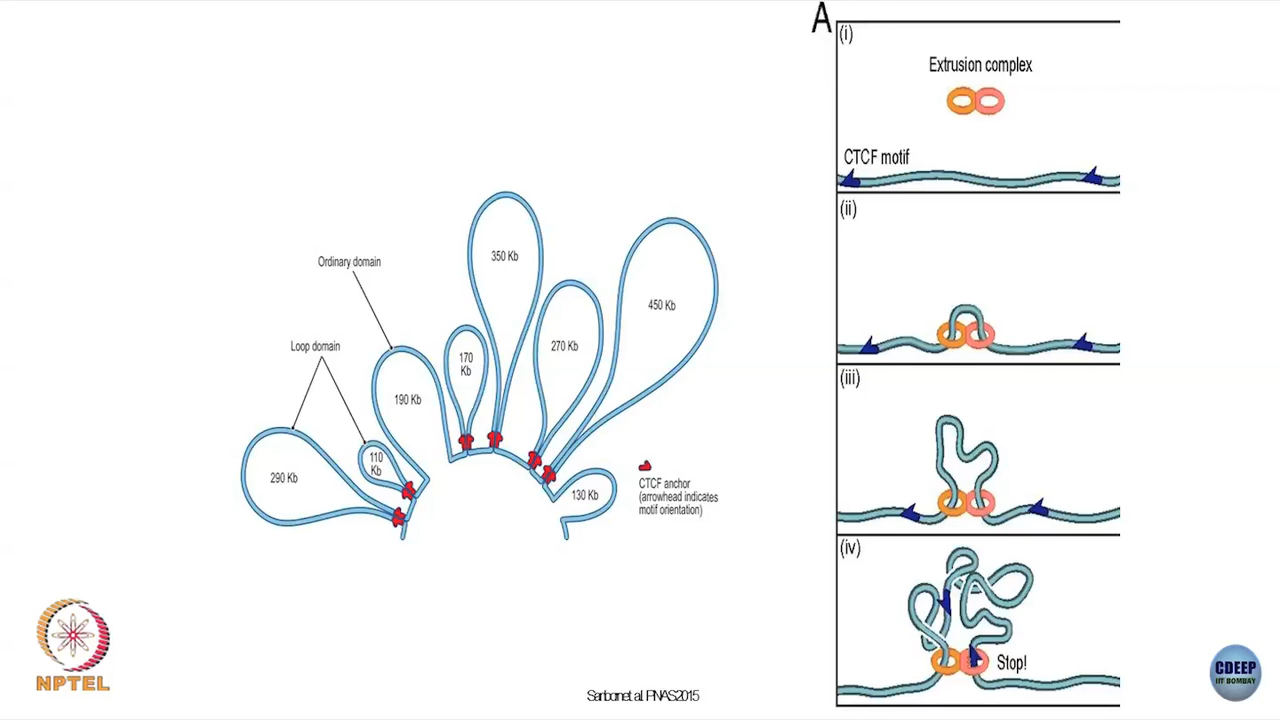 Ordinary domain
Loop domain
290 Kb
110
Kb
190 Kb
170
Kb
350 Kb
270 Kb
450 Kb
130 Kb
CTCF anchor
(arrowhead indicates
motif orientation)
A
(i)
Extrusion complex
CTCF motif
(ii)
(iii)
(iv)
Stop!
NPTEL
Sanborn et al. PNAS 2015
CDEEP
IIT BOMBAY